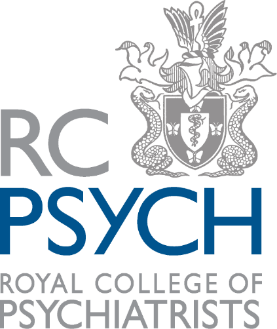 RC
PSYCH
ROYAL COLLEGE OF
PSYCHIATRISTS